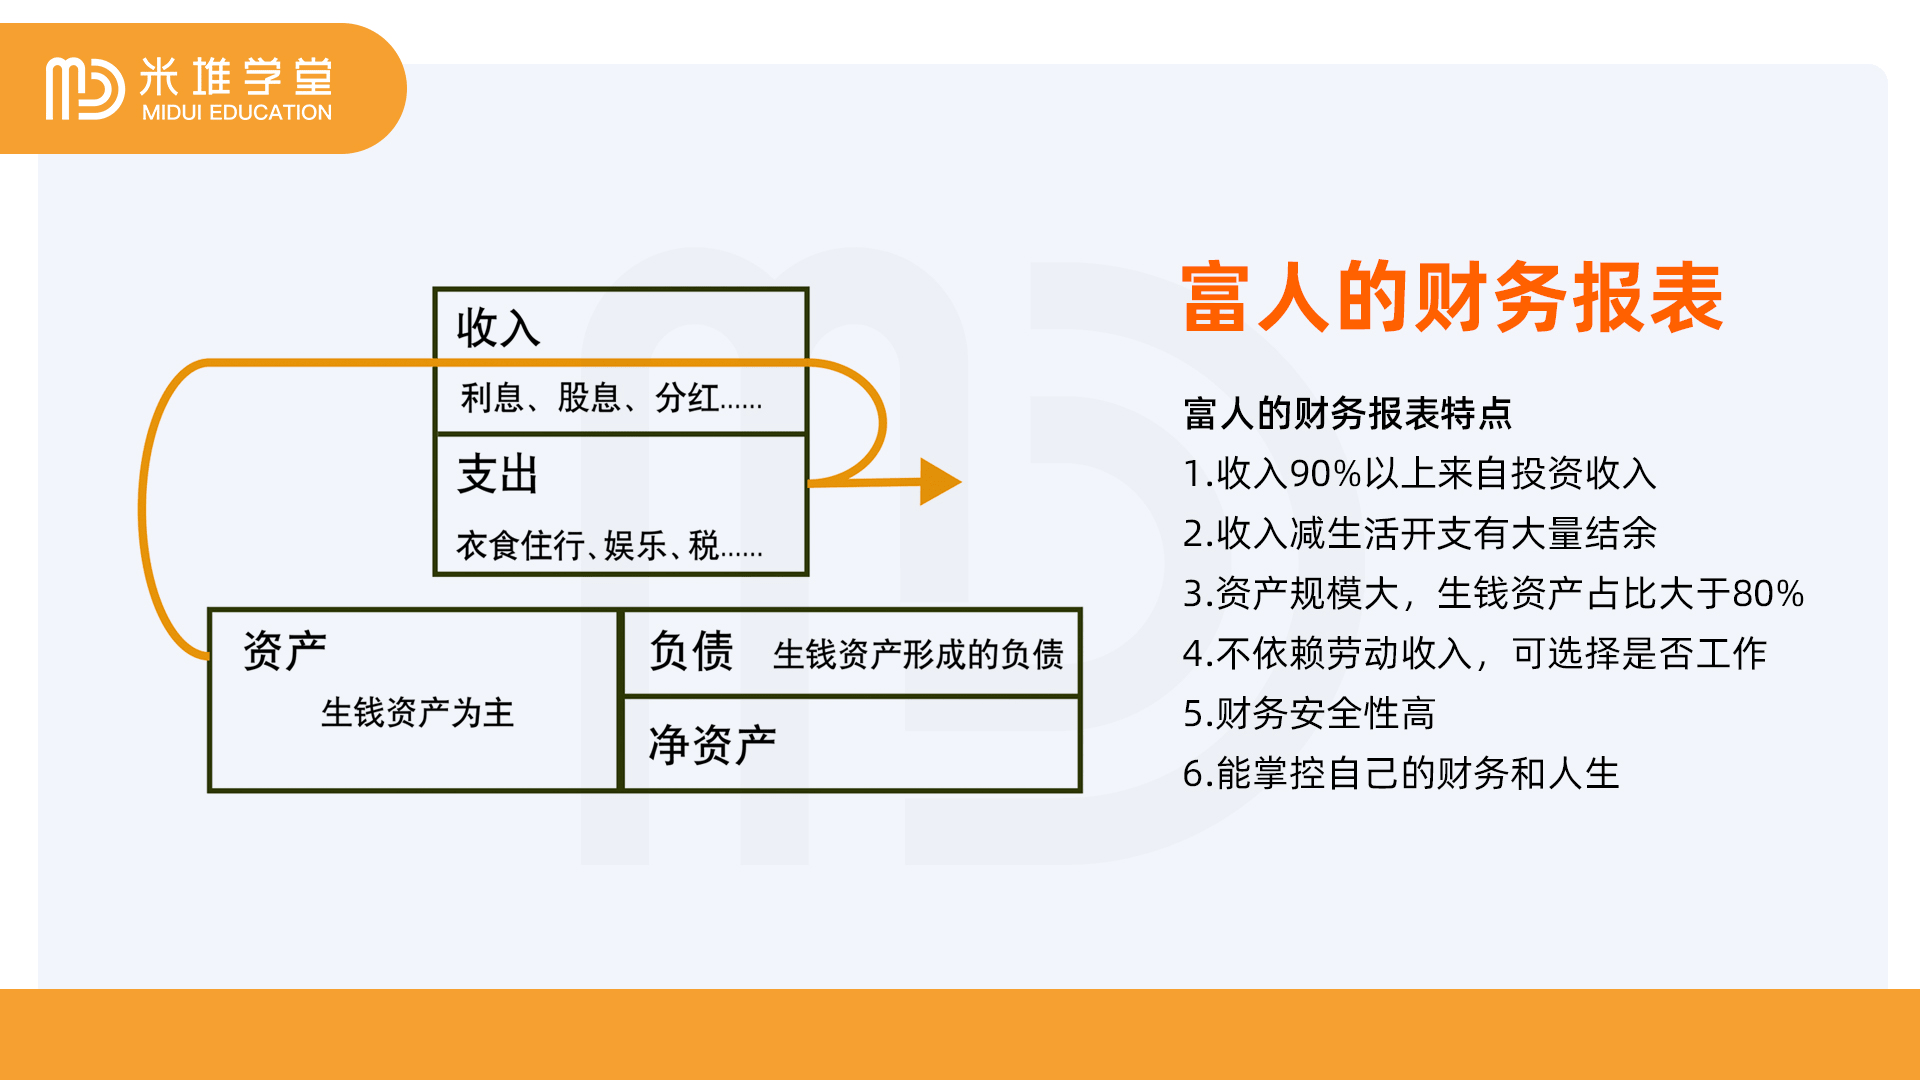 米堆学堂
MIDUI EDUCATION
收入
利息、股息、分红......
支出
衣食住行、娱乐、税......
资产
生钱资产为主
负债 生钱资产形成的负债
净资产
富人的财务报表
富人的财务报表特点
1.收入90%以上来自投资收入
2.收入减生活开支有大量结余
3.资产规模大，生钱资产占比大于80%
4.不依赖劳动收入，可选择是否工作
5.财务安全性高
6.能掌控自己的财务和人生